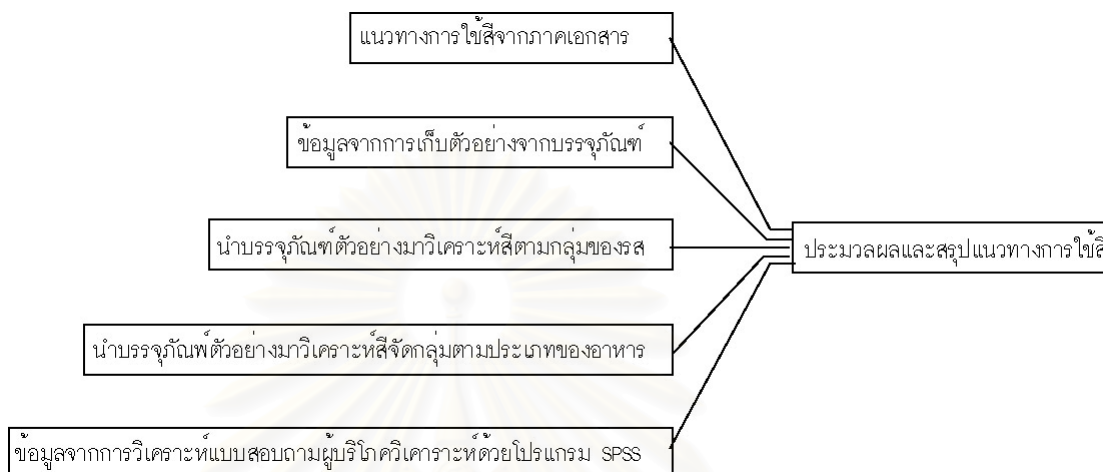 แนวทางการใช้สีจากภาคเอกสาร
ข้อมูลจากการเก็บตัวอย่างจากบรรจุภัณฑ์
นำบรรจุภัณฑ์ตัวอย่างมาวิเคราะห์สีตามกลุ่มของรส
ประมวลผลและสรุปแนวทางการใช้สี
นำบรรจุภัณพ์ตัวอย่างมาวิเคราะห์สีจัดกลุ่มตามประเภทของอาหาร
ข้อมูลจากการวิเคราะห์แบบสอบถามผู้บริโภควิเคาราะห์ด้วยโปรแกรม SPSS